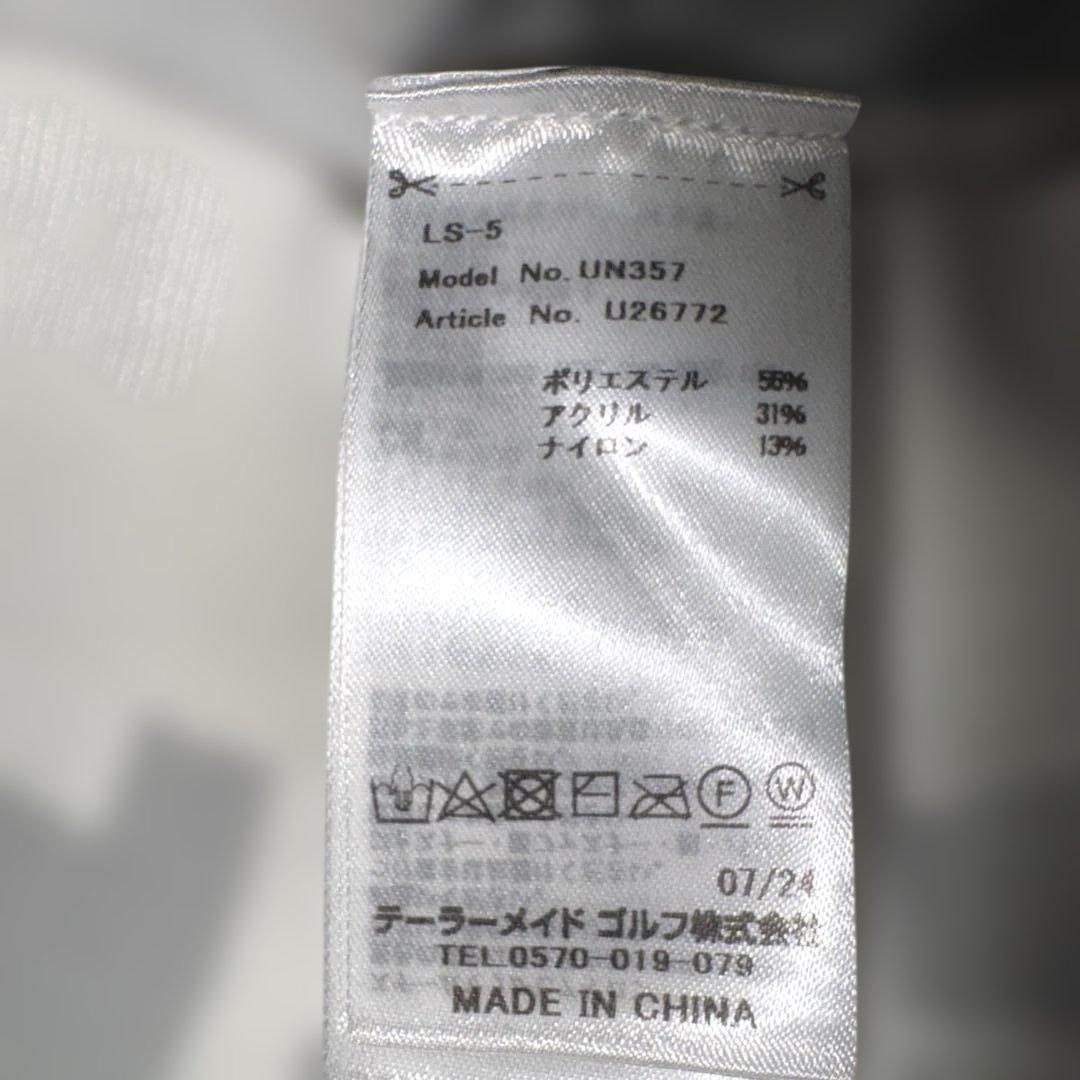 LS-5
Model No. UN357
Article No. U26772
ポリエステル 56%
アクリル 31%
ナイロン 13%
F W
07/24
テーラーメイド ゴルフ株式会社
TEL.0570-019-079
MADE IN CHINA